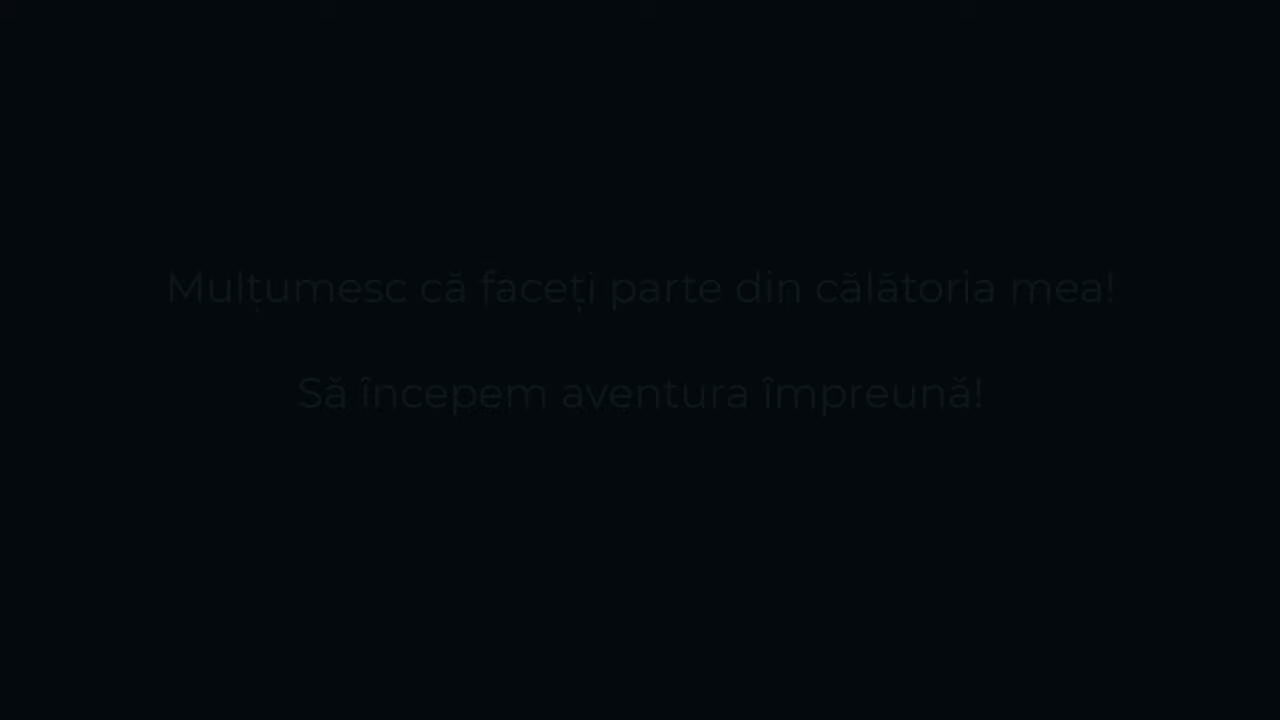 Mulțumesc că faceți parte din călătoria mea!
Să începem aventura împreună!